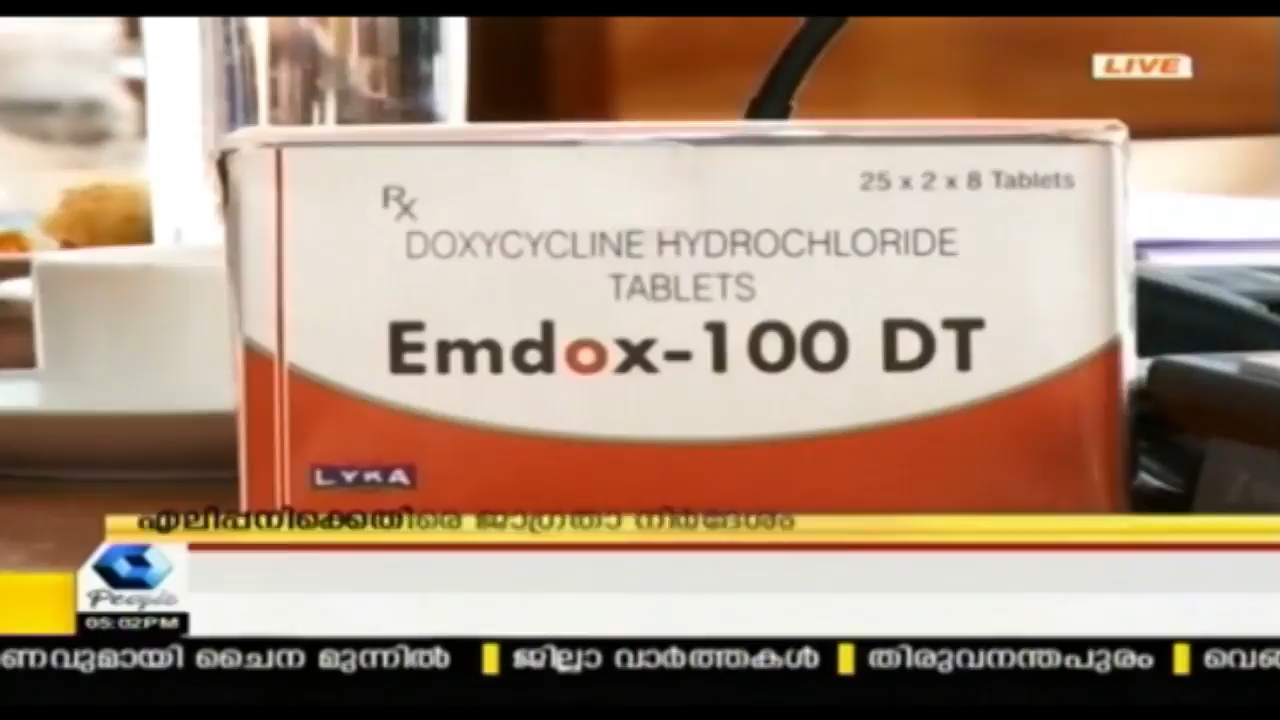 LIVE
25 x 2 x 8 Tablets
Rx
DOXYCYCLINE HYDROCHLORIDE
TABLETS
Emdox-100 DT
LYKA
എലിപ്പനിക്കെതിരെ ജാഗ്രതാ നിർദേശം
People
05:02PM
ണവുമായി ചൈന മുന്നിൽ
ജില്ലാ വാർത്തകൾ
തിരുവനന്തപുരം